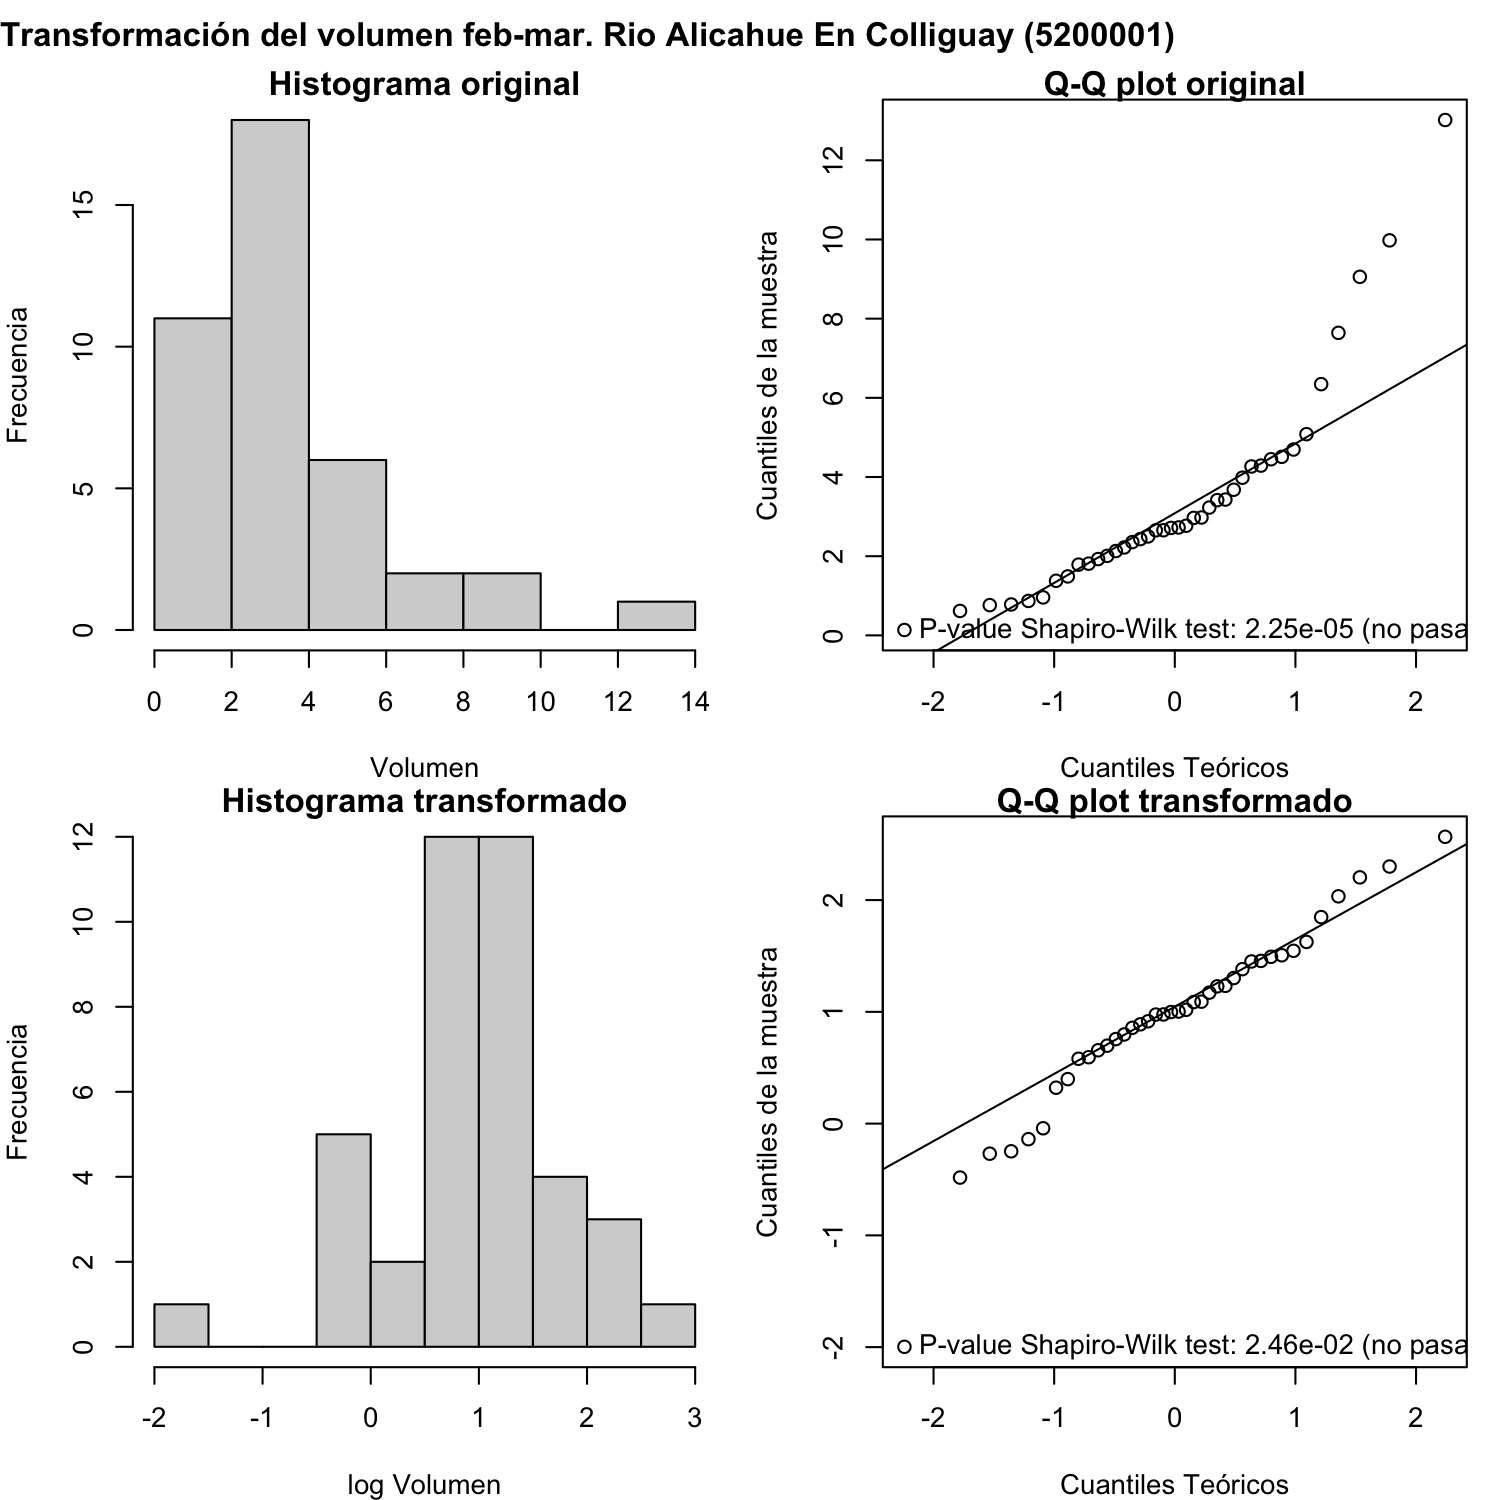 Transformación del volumen feb-mar. Rio Alicahue En Colliguay (5200001)
Histograma original
Frecuencia
15
10
5
0
0 2 4 6 8 10 12 14
Volumen
Q-Q plot original
Cuantiles de la muestra
12
10
8
6
4
2
0
P-value Shapiro-Wilk test: 2.25e-05 (no pasa
-2 -1 0 1 2
Cuantiles Teóricos
Histograma transformado
Frecuencia
12
10
8
6
4
2
0
-2 -1 0 1 2 3
log Volumen
Q-Q plot transformado
Cuantiles de la muestra
2
1
0
-1
-2
P-value Shapiro-Wilk test: 2.46e-02 (no pasa
-2 -1 0 1 2
Cuantiles Teóricos